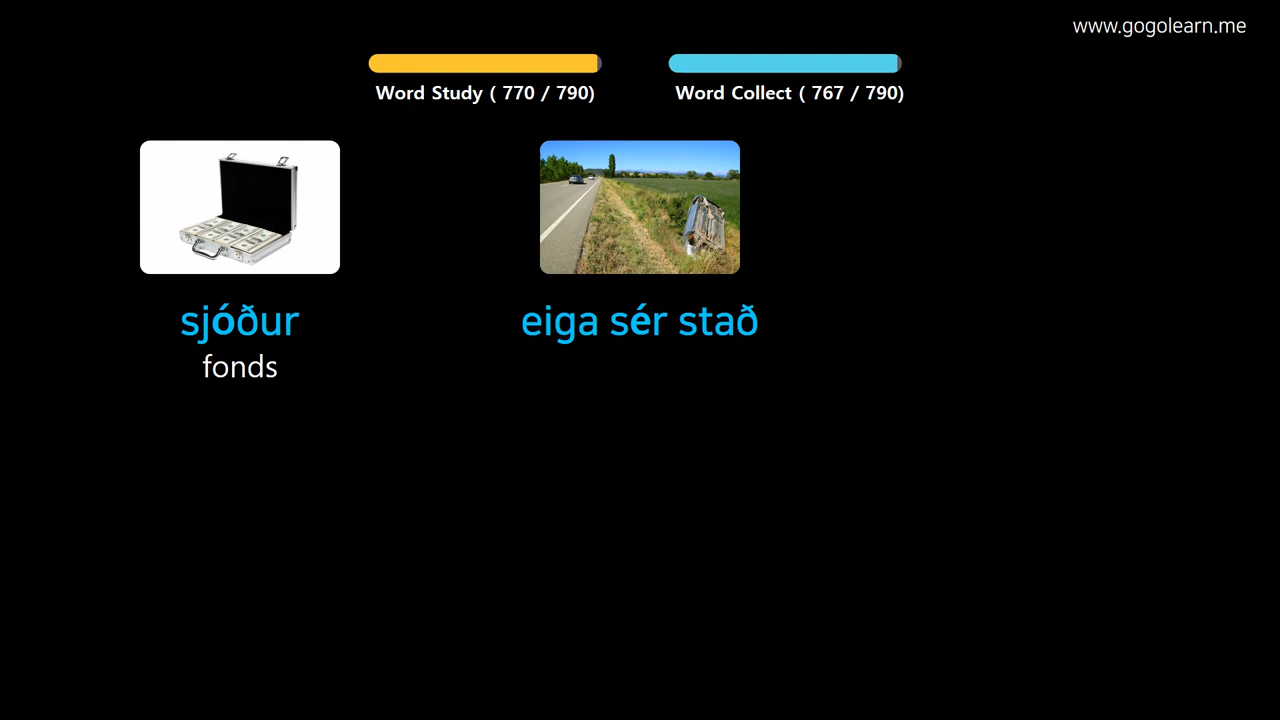 www.gogolearn.me
Word Study ( 770 / 790)
Word Collect ( 767 / 790)
sjóður
fonds
eiga sér stað